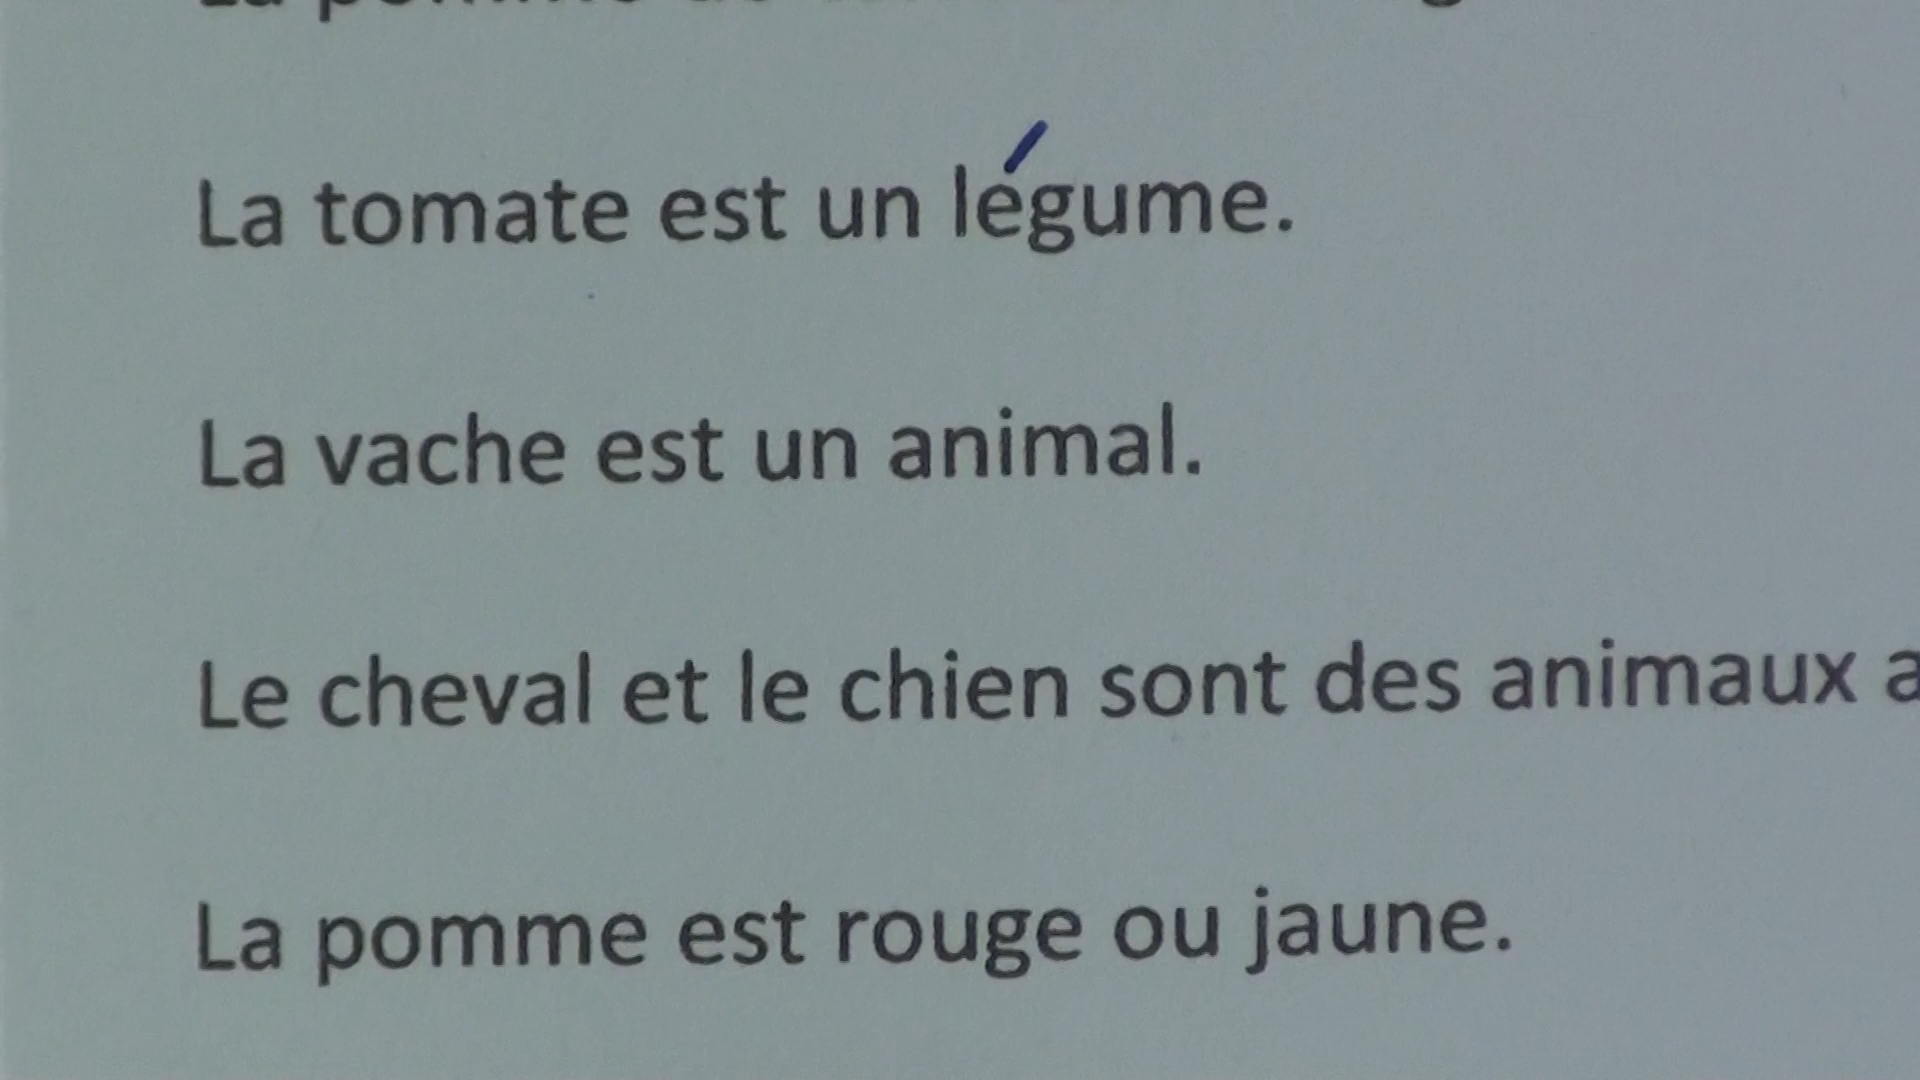 La tomate est un légume.
La vache est un animal.
Le cheval et le chien sont des animaux
La pomme est rouge ou jaune.